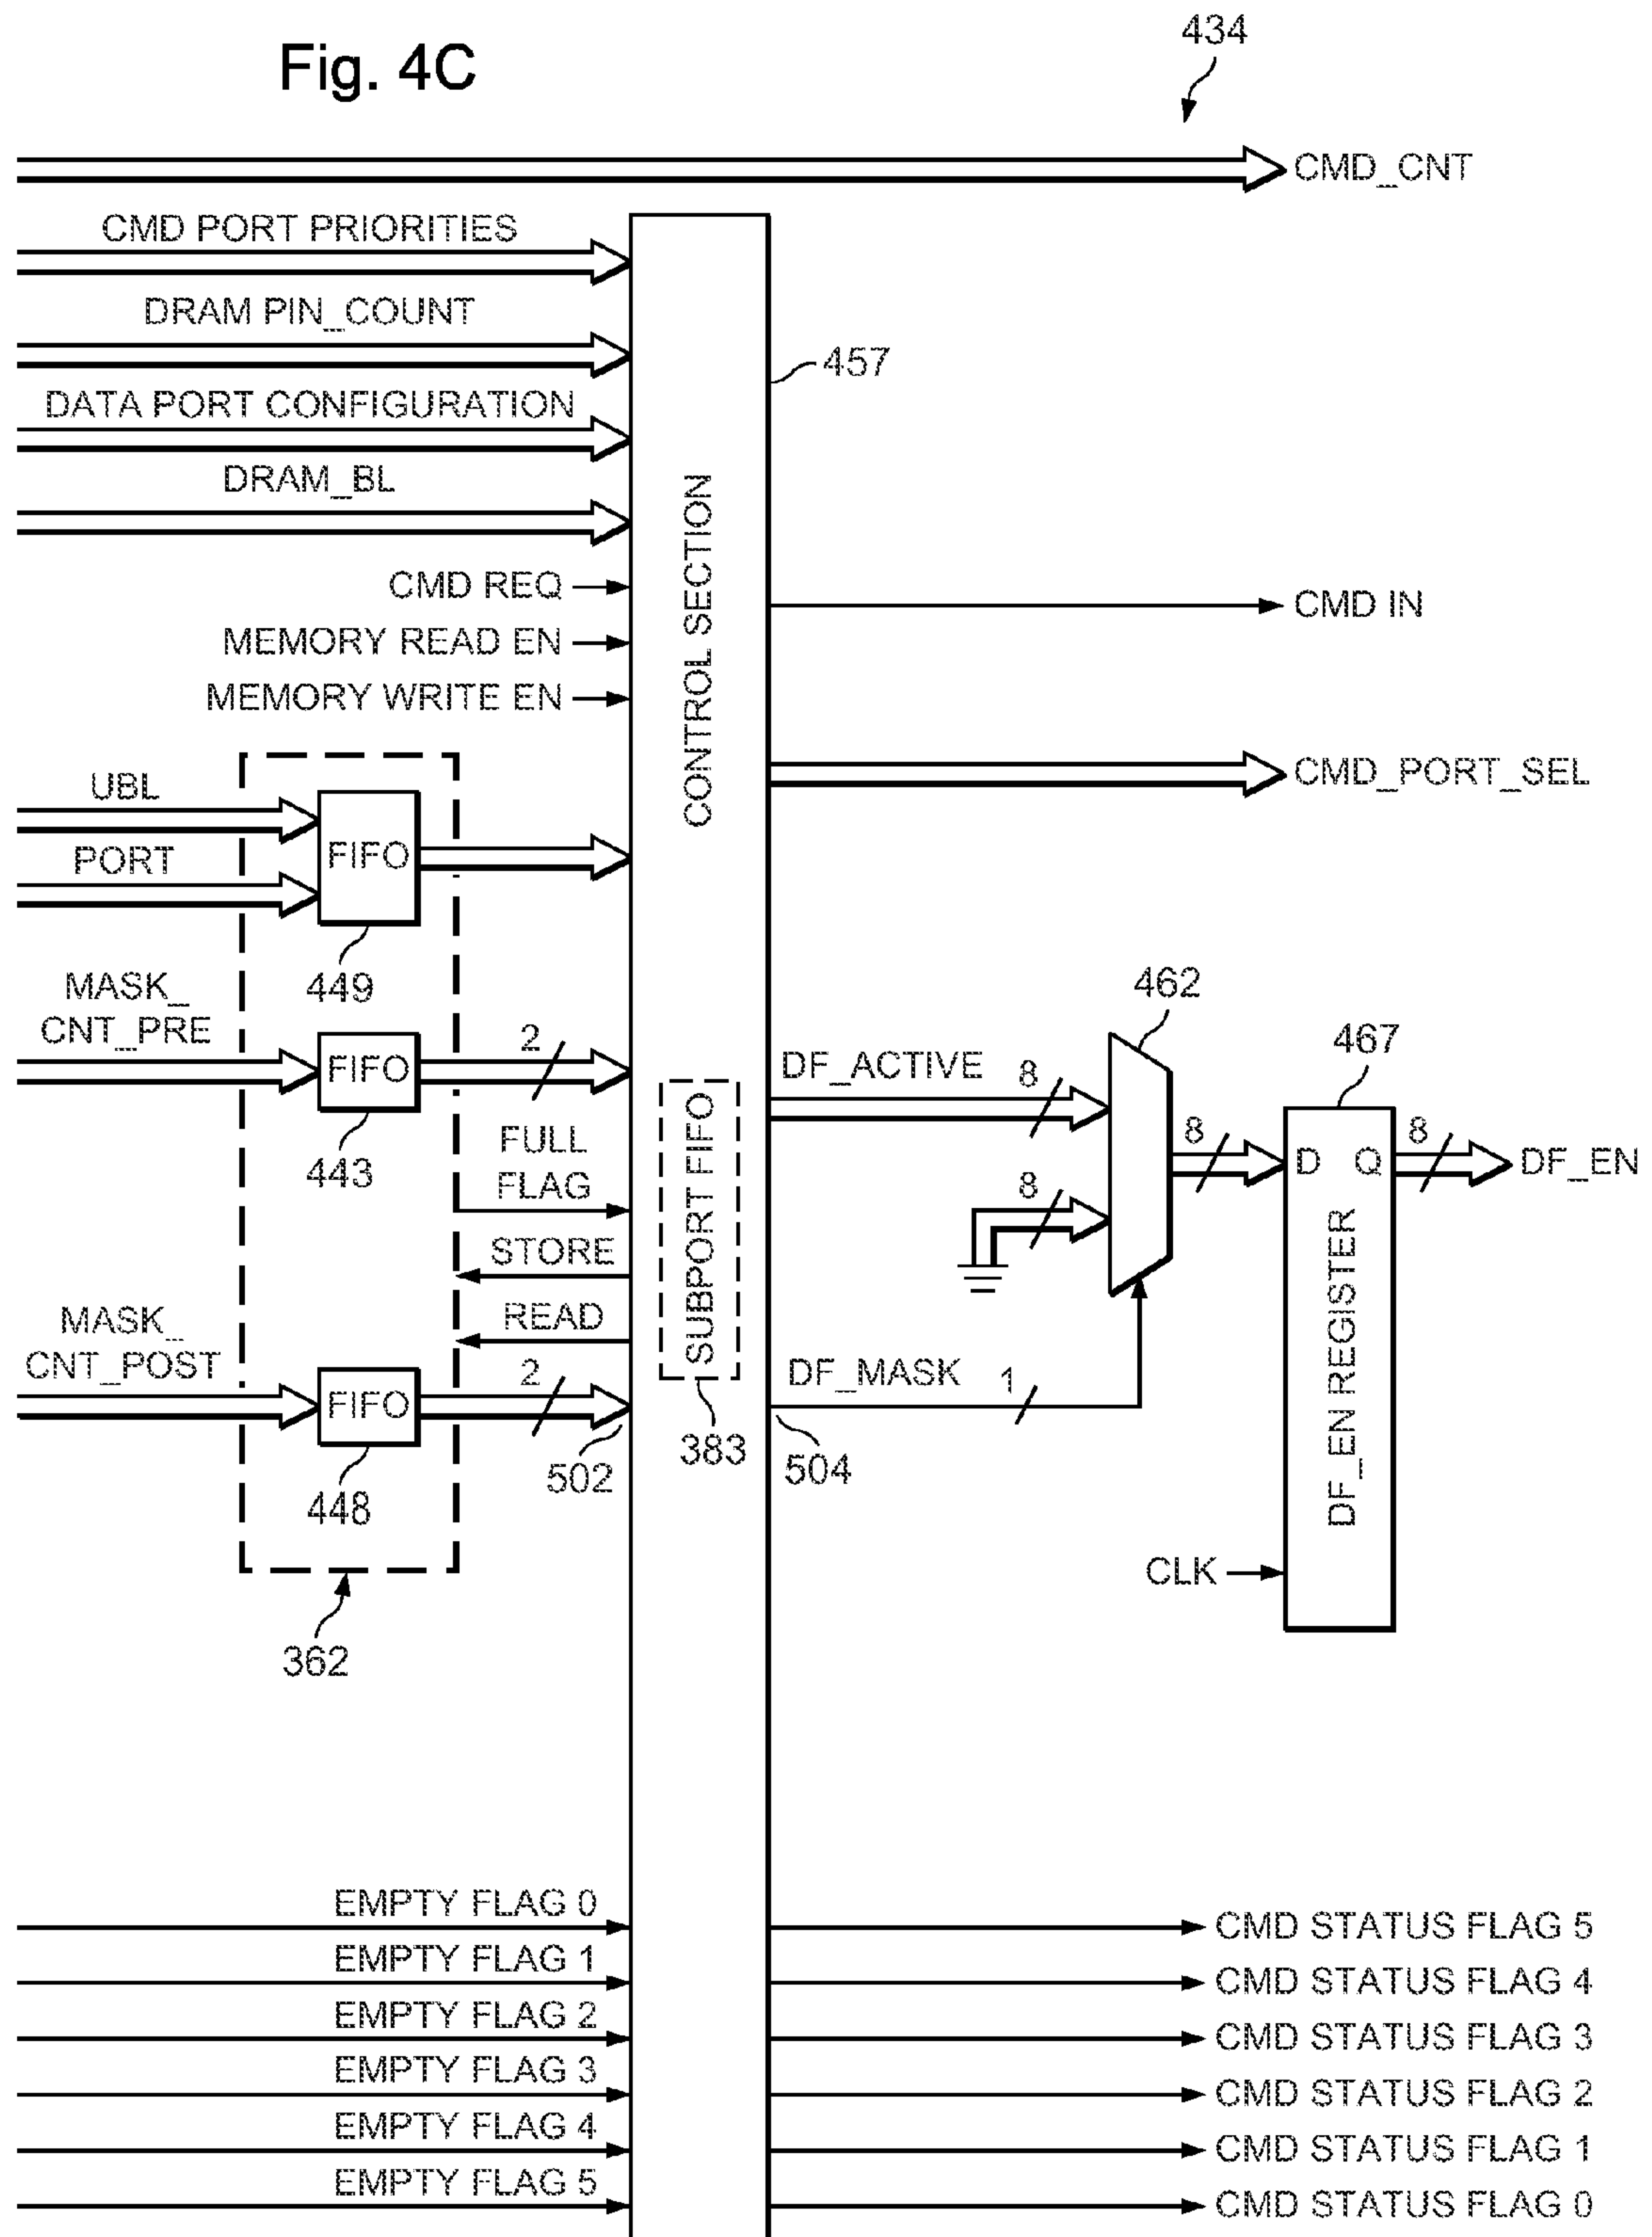 Fig. 4C
434
CMD_CNT
CMD PORT PRIORITIES
DRAM PIN_COUNT
457
DATA PORT CONFIGURATION
DRAM_BL
CONTROL SECTION
CMD REQ
CMD IN
MEMORY READ EN
MEMORY WRITE EN
CMD_PORT_SEL
UBL
PORT
FIFO
449
MASK_
CNT_PRE
FIFO
443
2
462
467
DF_ACTIVE
8
8
8
D Q
8
DF_EN
DF_EN REGISTER
FULL
FLAG
STORE
READ
SUBPORT FIFO
383
MASK_
CNT_POST
FIFO
448
2
502
DF_MASK
1
504
CLK
362
EMPTY FLAG 0
CMD STATUS FLAG 5
EMPTY FLAG 1
CMD STATUS FLAG 4
EMPTY FLAG 2
CMD STATUS FLAG 3
EMPTY FLAG 3
CMD STATUS FLAG 2
EMPTY FLAG 4
CMD STATUS FLAG 1
EMPTY FLAG 5
CMD STATUS FLAG 0